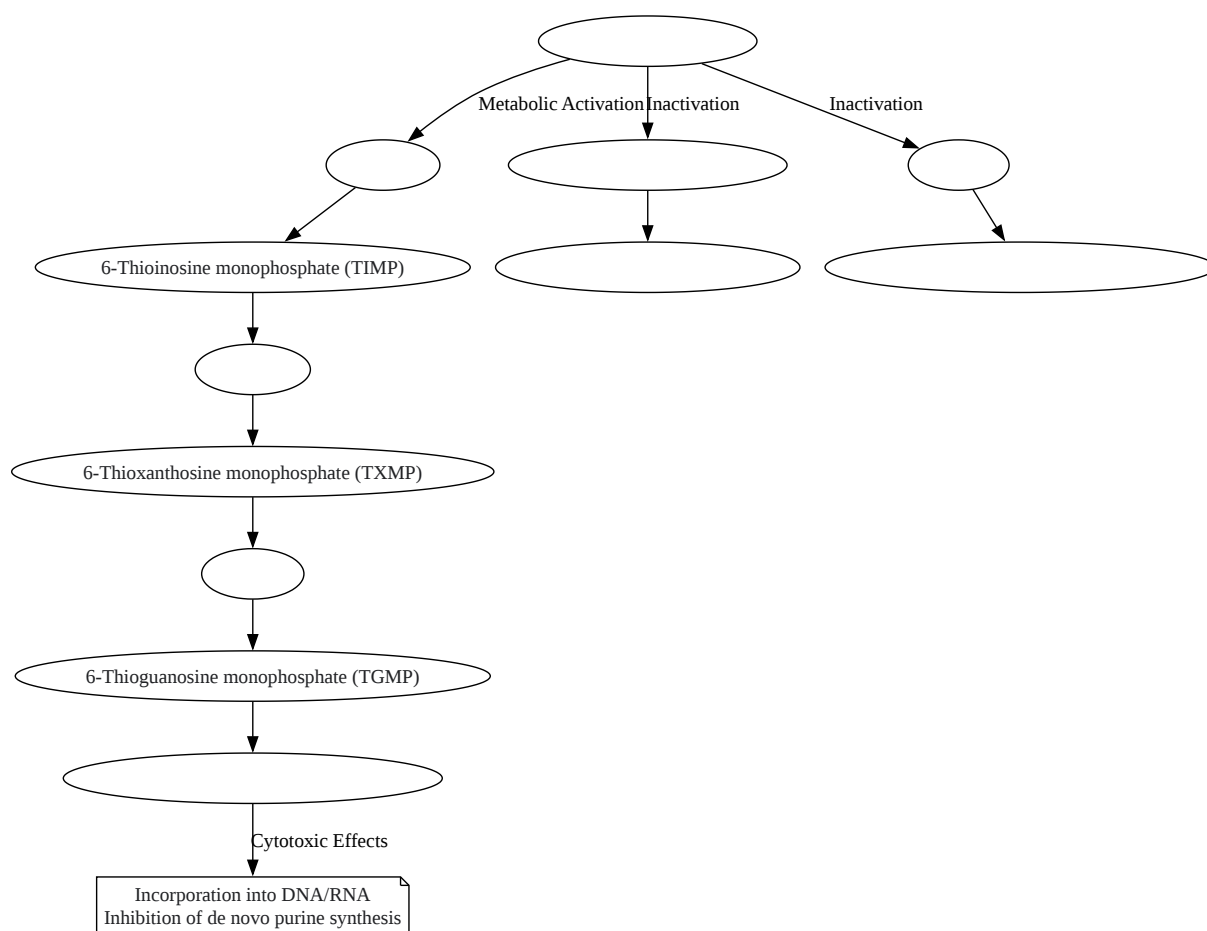 Metabolic Activation
Inactivation
Inactivation
6-Thioinosine monophosphate (TIMP)
6-Thioxanthosine monophosphate (TXMP)
6-Thioguanosine monophosphate (TGMP)
Cytotoxic Effects
Incorporation into DNA/RNA
Inhibition of de novo purine synthesis